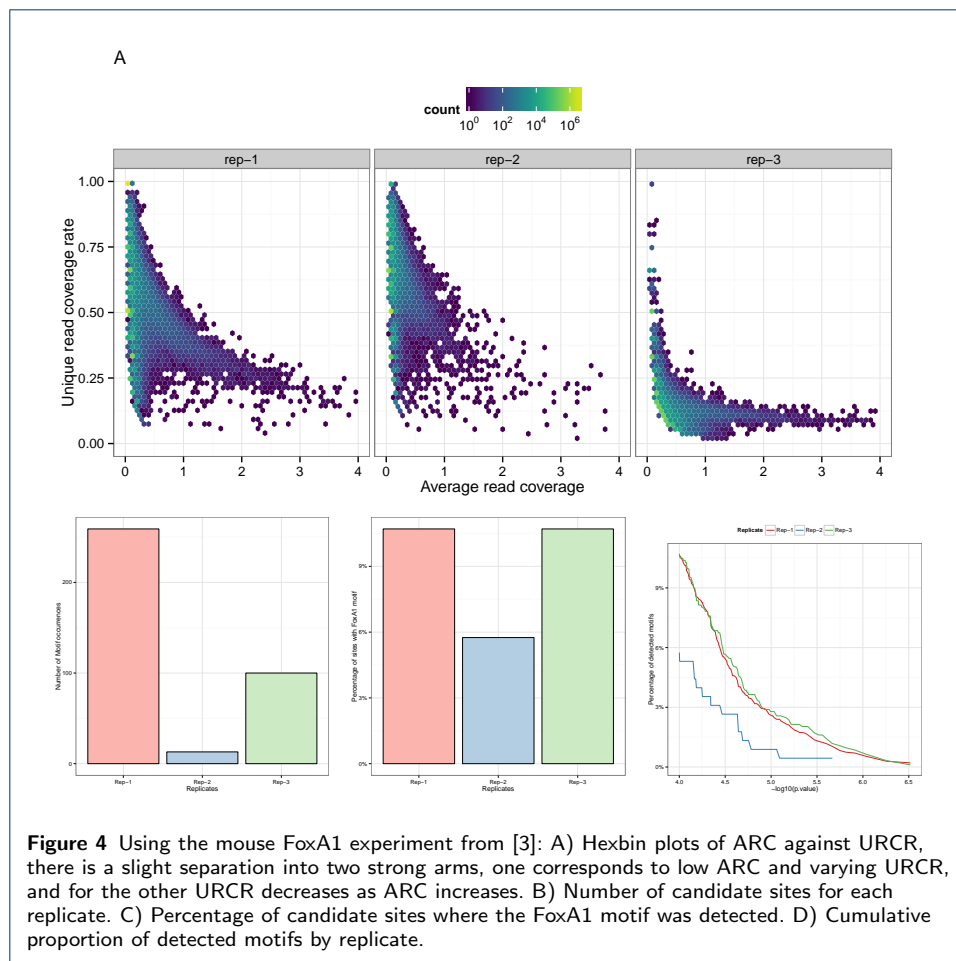 A
count
10^0 10^2 10^4 10^6
rep−1 rep−2 rep−3
Unique read coverage rate
1.00
0.75
0.50
0.25
0.00
0 1 2 3 4 0 1 2 3 4 0 1 2 3 4
Average read coverage
Number of Motif occurrences
200
100
0
Rep−1 Rep−2 Rep−3
Replicates
Percentage of sites with FoxA1 motif
9%
6%
3%
0%
Rep−1 Rep−2 Rep−3
Replicates
Replicate Rep−1 Rep−2 Rep−3
Percentage of detected motifs
9%
6%
3%
0%
4.0 4.5 5.0 5.5 6.0 6.5
−log10(p.value)
Figure 4 Using the mouse FoxA1 experiment from [3]: A) Hexbin plots of ARC against URCR,
there is a slight separation into two strong arms, one corresponds to low ARC and varying URCR,
and for the other URCR decreases as ARC increases. B) Number of candidate sites for each
replicate. C) Percentage of candidate sites where the FoxA1 motif was detected. D) Cumulative
proportion of detected motifs by replicate.